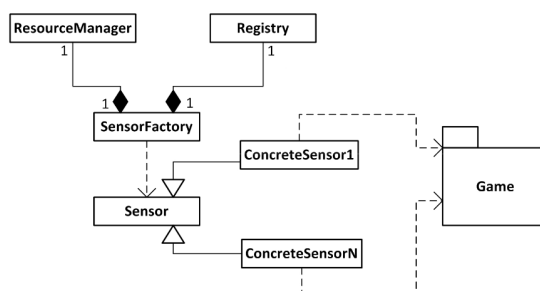 ResourceManager
Registry
1
1
1
1
SensorFactory
ConcreteSensor1
Game
Sensor
ConcreteSensorN